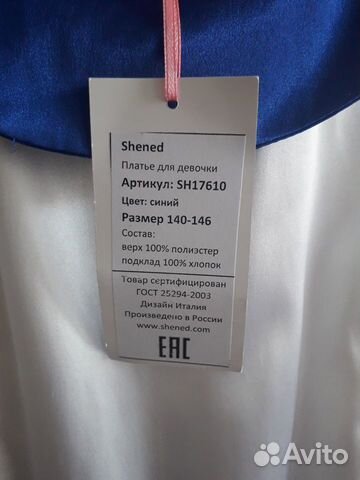 Shened
Платье для девочки
Артикул: SH17610
Цвет: синий
Размер 140-146
Состав:
верх 100% полиэстер
подклад 100% хлопок
Товар сертифицирован
ГОСТ 25294-2003
Дизайн Италия
Произведено в России
www.shened.com
EAC
Avito